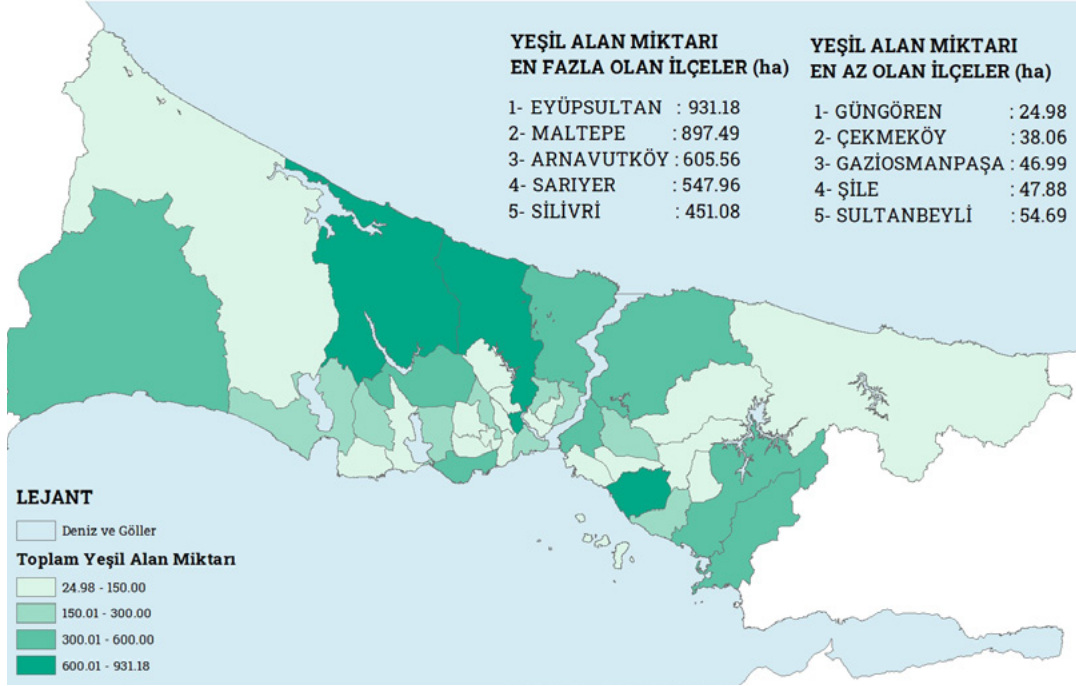 YEŞİL ALAN MİKTARI
EN FAZLA OLAN İLÇELER (ha)
1- EYÜPSULTAN : 931.18
2- MALTEPE : 897.49
3- ARNAVUTKÖY : 605.56
4- SARIYER : 547.96
5- SİLİVRİ : 451.08
YEŞİL ALAN MİKTARI
EN AZ OLAN İLÇELER (ha)
1- GÜNGÖREN : 24.98
2- ÇEKMEKÖY : 38.06
3- GAZİOSMANPAŞA : 46.99
4- ŞİLE : 47.88
5- SULTANBEYLİ : 54.69
LEJANT
Deniz ve Göller
Toplam Yeşil Alan Miktarı
24.98 - 150.00
150.01 - 300.00
300.01 - 600.00
600.01 - 931.18